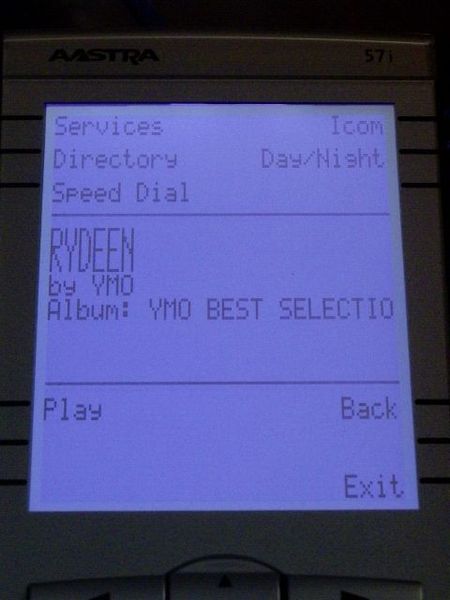 AASTRA 57i
Services Icom
Directory Day/Night
Speed Dial
RYDEEN
by YMO
Album: YMO BEST SELECTIO
Play Back
Exit